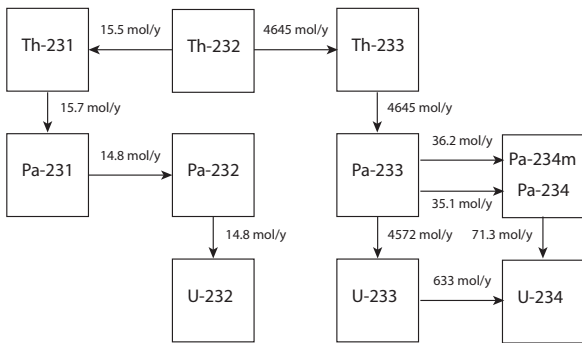 15.5 mol/y
4645 mol/y
Th-231
Th-232
Th-233
15.7 mol/y
4645 mol/y
14.8 mol/y
36.2 mol/y
Pa-234m
Pa-231
Pa-232
Pa-233
Pa-234
35.1 mol/y
14.8 mol/y
4572 mol/y
71.3 mol/y
633 mol/y
U-232
U-233
U-234